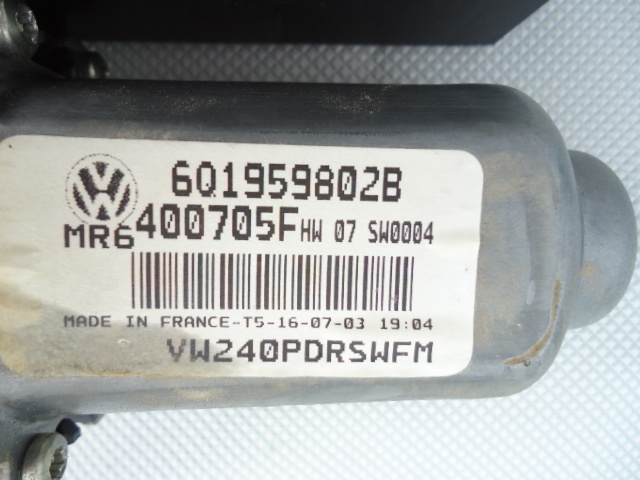 6Q1959802B
MR6 400705F HW 07 SW0004
MADE IN FRANCE-T5-16-07-03 19:04
VW240PDRSWFM